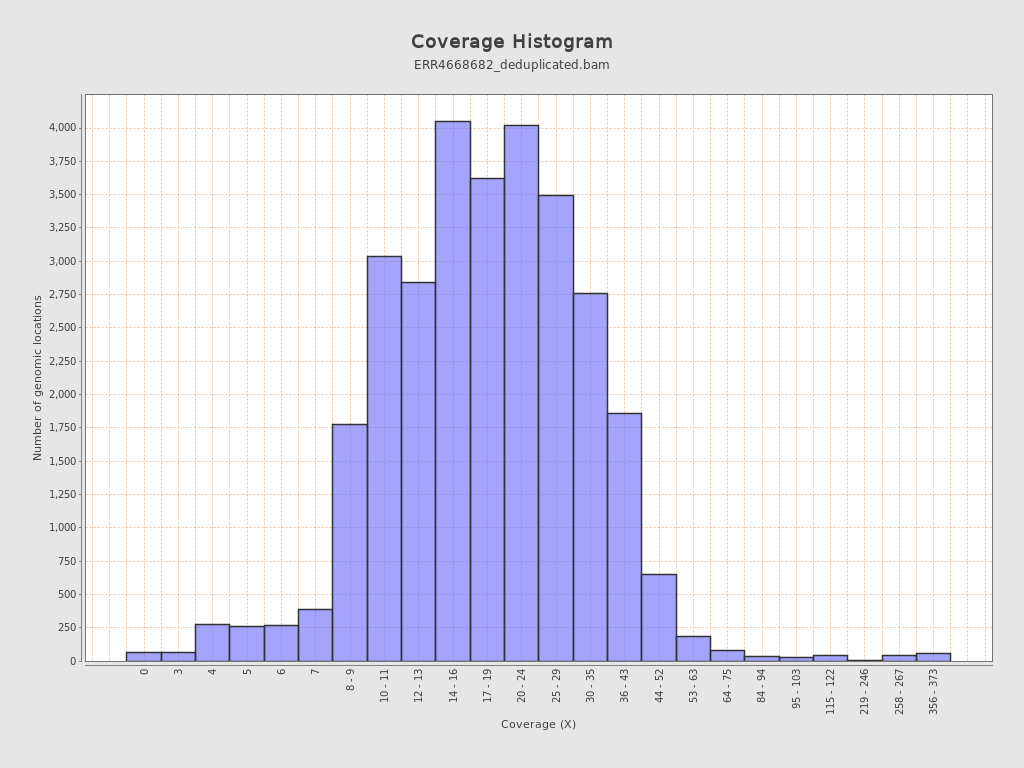 Coverage Histogram
ERR4668682_deduplicated.bam
Number of genomic locations
4,000
3,750
3,500
3,250
3,000
2,750
2,500
2,250
2,000
1,750
1,500
1,250
1,000
750
500
250
0
0
3
4
5
6
7
8 - 9
10 - 11
12 - 13
14 - 16
17 - 19
20 - 24
25 - 29
30 - 35
36 - 43
44 - 52
53 - 63
64 - 75
84 - 94
95 - 103
115 - 122
219 - 246
258 - 267
356 - 373
Coverage (X)